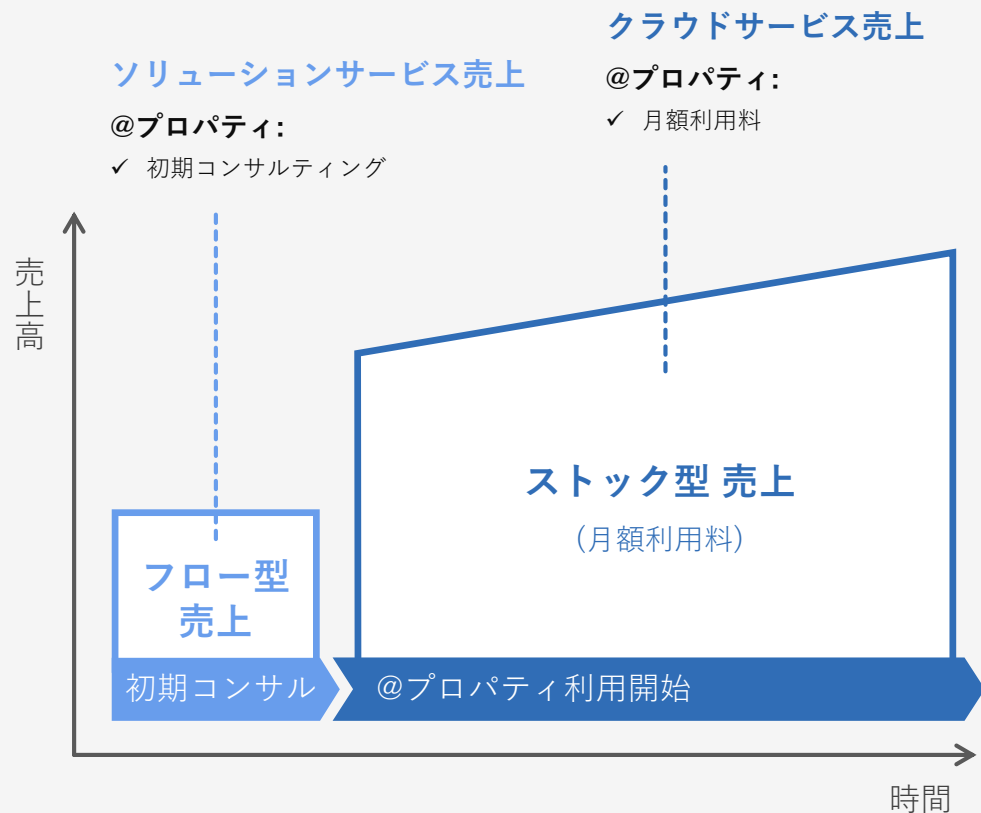 クラウドサービス売上
@プロパティ:
✓ 月額利用料
ソリューションサービス売上
@プロパティ:
✓ 初期コンサルティング
売上高
ストック型 売上
(月額利用料)
フロー型
売上
初期コンサル
@プロパティ利用開始
時間